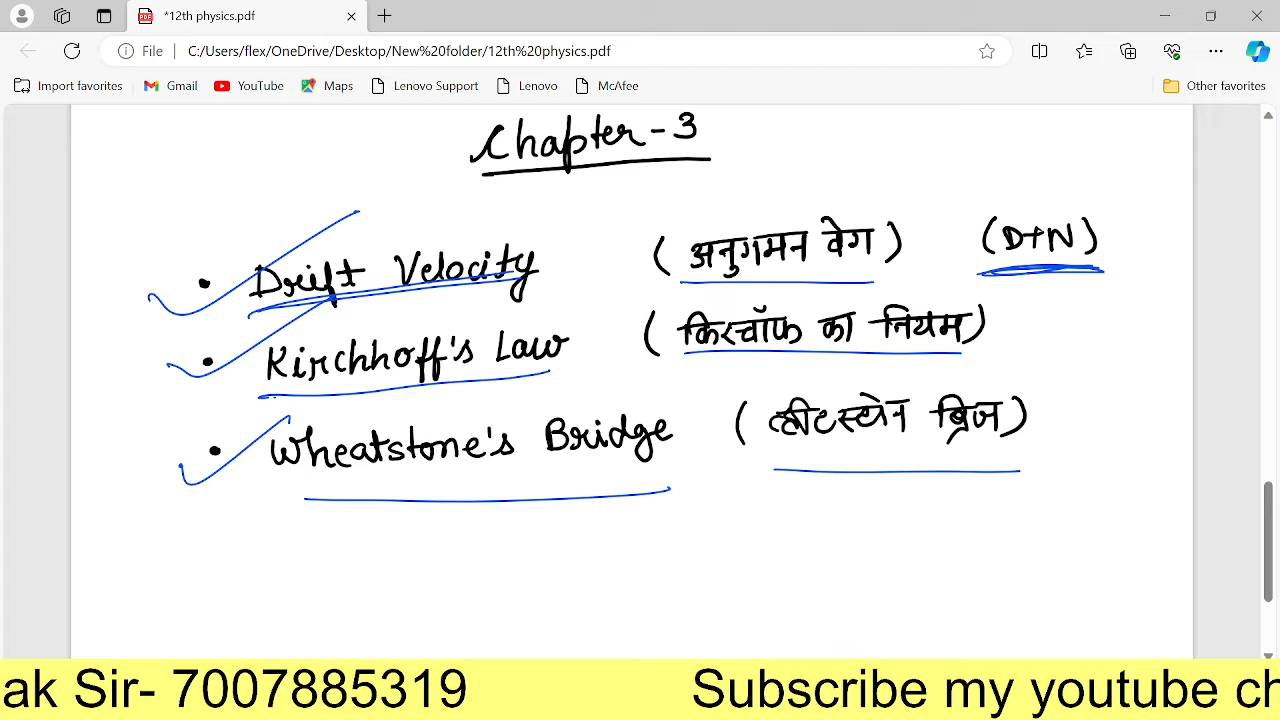 *12th physics.pdf
File C:/Users/flex/OneDrive/Desktop/New%20folder/12th%20physics.pdf
Import favorites Gmail YouTube Maps Lenovo Support Lenovo McAfee Other favorites
Chapter-3
• Drift Velocity (अनुगमन वेग) (D+N)
• Kirchhoff's Law (किरचॉफ का नियम)
• Wheatstone's Bridge (व्हीटस्टोन ब्रिज)
ak Sir- 7007885319 Subscribe my youtube ch